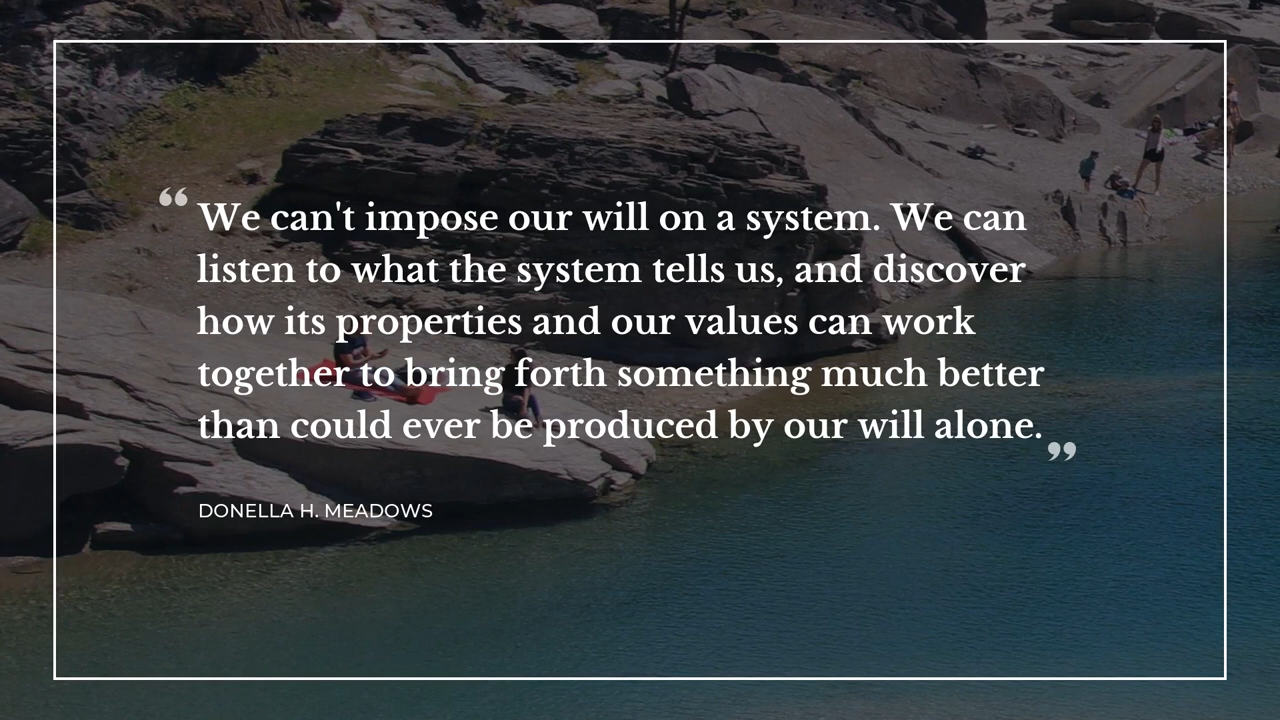 “We can't impose our will on a system. We can
listen to what the system tells us, and discover
how its properties and our values can work
together to bring forth something much better
than could ever be produced by our will alone.”
DONELLA H. MEADOWS